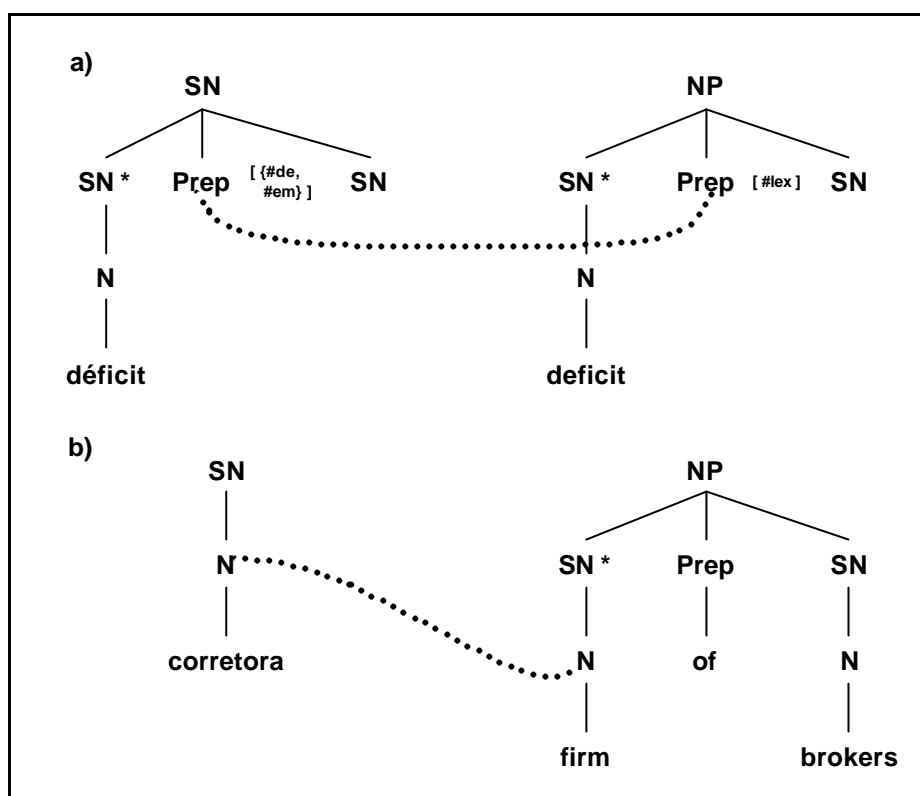 a)
SN NP
SN * Prep [ {#de, #em} ] SN SN * Prep [ #lex ] SN
N N
déficit deficit
b)
SN NP
N SN * Prep SN
corretora N of N
firm brokers